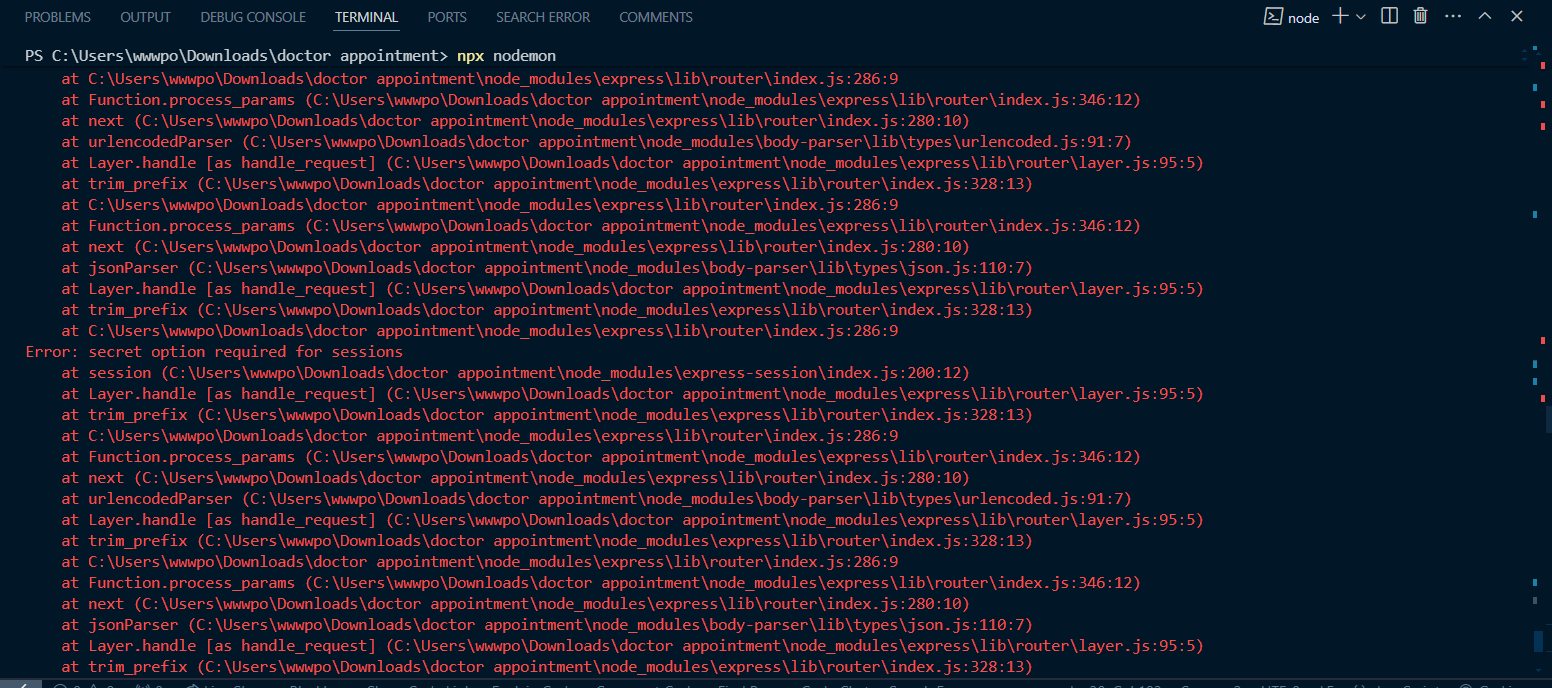 PROBLEMS OUTPUT DEBUG CONSOLE TERMINAL PORTS SEARCH ERROR COMMENTS node
PS C:\Users\wwwpo\Downloads\doctor appointment> npx nodemon
at C:\Users\wwwpo\Downloads\doctor appointment\node_modules\express\lib\router\index.js:286:9
at Function.process_params (C:\Users\wwwpo\Downloads\doctor appointment\node_modules\express\lib\router\index.js:346:12)
at next (C:\Users\wwwpo\Downloads\doctor appointment\node_modules\express\lib\router\index.js:280:10)
at urlencodedParser (C:\Users\wwwpo\Downloads\doctor appointment\node_modules\body-parser\lib\types\urlencoded.js:91:7)
at Layer.handle [as handle_request] (C:\Users\wwwpo\Downloads\doctor appointment\node_modules\express\lib\router\layer.js:95:5)
at trim_prefix (C:\Users\wwwpo\Downloads\doctor appointment\node_modules\express\lib\router\index.js:328:13)
at C:\Users\wwwpo\Downloads\doctor appointment\node_modules\express\lib\router\index.js:286:9
at Function.process_params (C:\Users\wwwpo\Downloads\doctor appointment\node_modules\express\lib\router\index.js:346:12)
at next (C:\Users\wwwpo\Downloads\doctor appointment\node_modules\express\lib\router\index.js:280:10)
at jsonParser (C:\Users\wwwpo\Downloads\doctor appointment\node_modules\body-parser\lib\types\json.js:110:7)
at Layer.handle [as handle_request] (C:\Users\wwwpo\Downloads\doctor appointment\node_modules\express\lib\router\layer.js:95:5)
at trim_prefix (C:\Users\wwwpo\Downloads\doctor appointment\node_modules\express\lib\router\index.js:328:13)
at C:\Users\wwwpo\Downloads\doctor appointment\node_modules\express\lib\router\index.js:286:9
Error: secret option required for sessions
at session (C:\Users\wwwpo\Downloads\doctor appointment\node_modules\express-session\index.js:200:12)
at Layer.handle [as handle_request] (C:\Users\wwwpo\Downloads\doctor appointment\node_modules\express\lib\router\layer.js:95:5)
at trim_prefix (C:\Users\wwwpo\Downloads\doctor appointment\node_modules\express\lib\router\index.js:328:13)
at C:\Users\wwwpo\Downloads\doctor appointment\node_modules\express\lib\router\index.js:286:9
at Function.process_params (C:\Users\wwwpo\Downloads\doctor appointment\node_modules\express\lib\router\index.js:346:12)
at next (C:\Users\wwwpo\Downloads\doctor appointment\node_modules\express\lib\router\index.js:280:10)
at urlencodedParser (C:\Users\wwwpo\Downloads\doctor appointment\node_modules\body-parser\lib\types\urlencoded.js:91:7)
at Layer.handle [as handle_request] (C:\Users\wwwpo\Downloads\doctor appointment\node_modules\express\lib\router\layer.js:95:5)
at trim_prefix (C:\Users\wwwpo\Downloads\doctor appointment\node_modules\express\lib\router\index.js:328:13)
at C:\Users\wwwpo\Downloads\doctor appointment\node_modules\express\lib\router\index.js:286:9
at Function.process_params (C:\Users\wwwpo\Downloads\doctor appointment\node_modules\express\lib\router\index.js:346:12)
at next (C:\Users\wwwpo\Downloads\doctor appointment\node_modules\express\lib\router\index.js:280:10)
at jsonParser (C:\Users\wwwpo\Downloads\doctor appointment\node_modules\body-parser\lib\types\json.js:110:7)
at Layer.handle [as handle_request] (C:\Users\wwwpo\Downloads\doctor appointment\node_modules\express\lib\router\layer.js:95:5)
at trim_prefix (C:\Users\wwwpo\Downloads\doctor appointment\node_modules\express\lib\router\index.js:328:13)